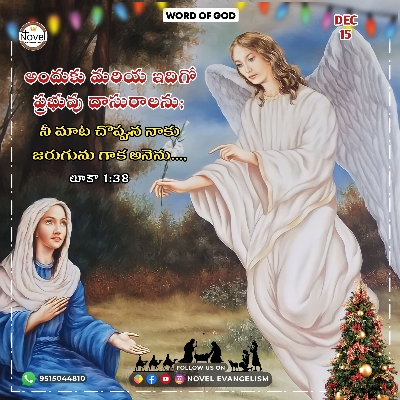 WORD OF GOD
Novel
DEC
15
అందుకు మరియ ఇదిగో
ప్రభువు దాసురాలను;
నీ మాట చొప్పున నాకు
జరుగును గాక అనెను....
లూకా 1:38
FOLLOW US ON
9515044810
NOVEL EVANGELISM